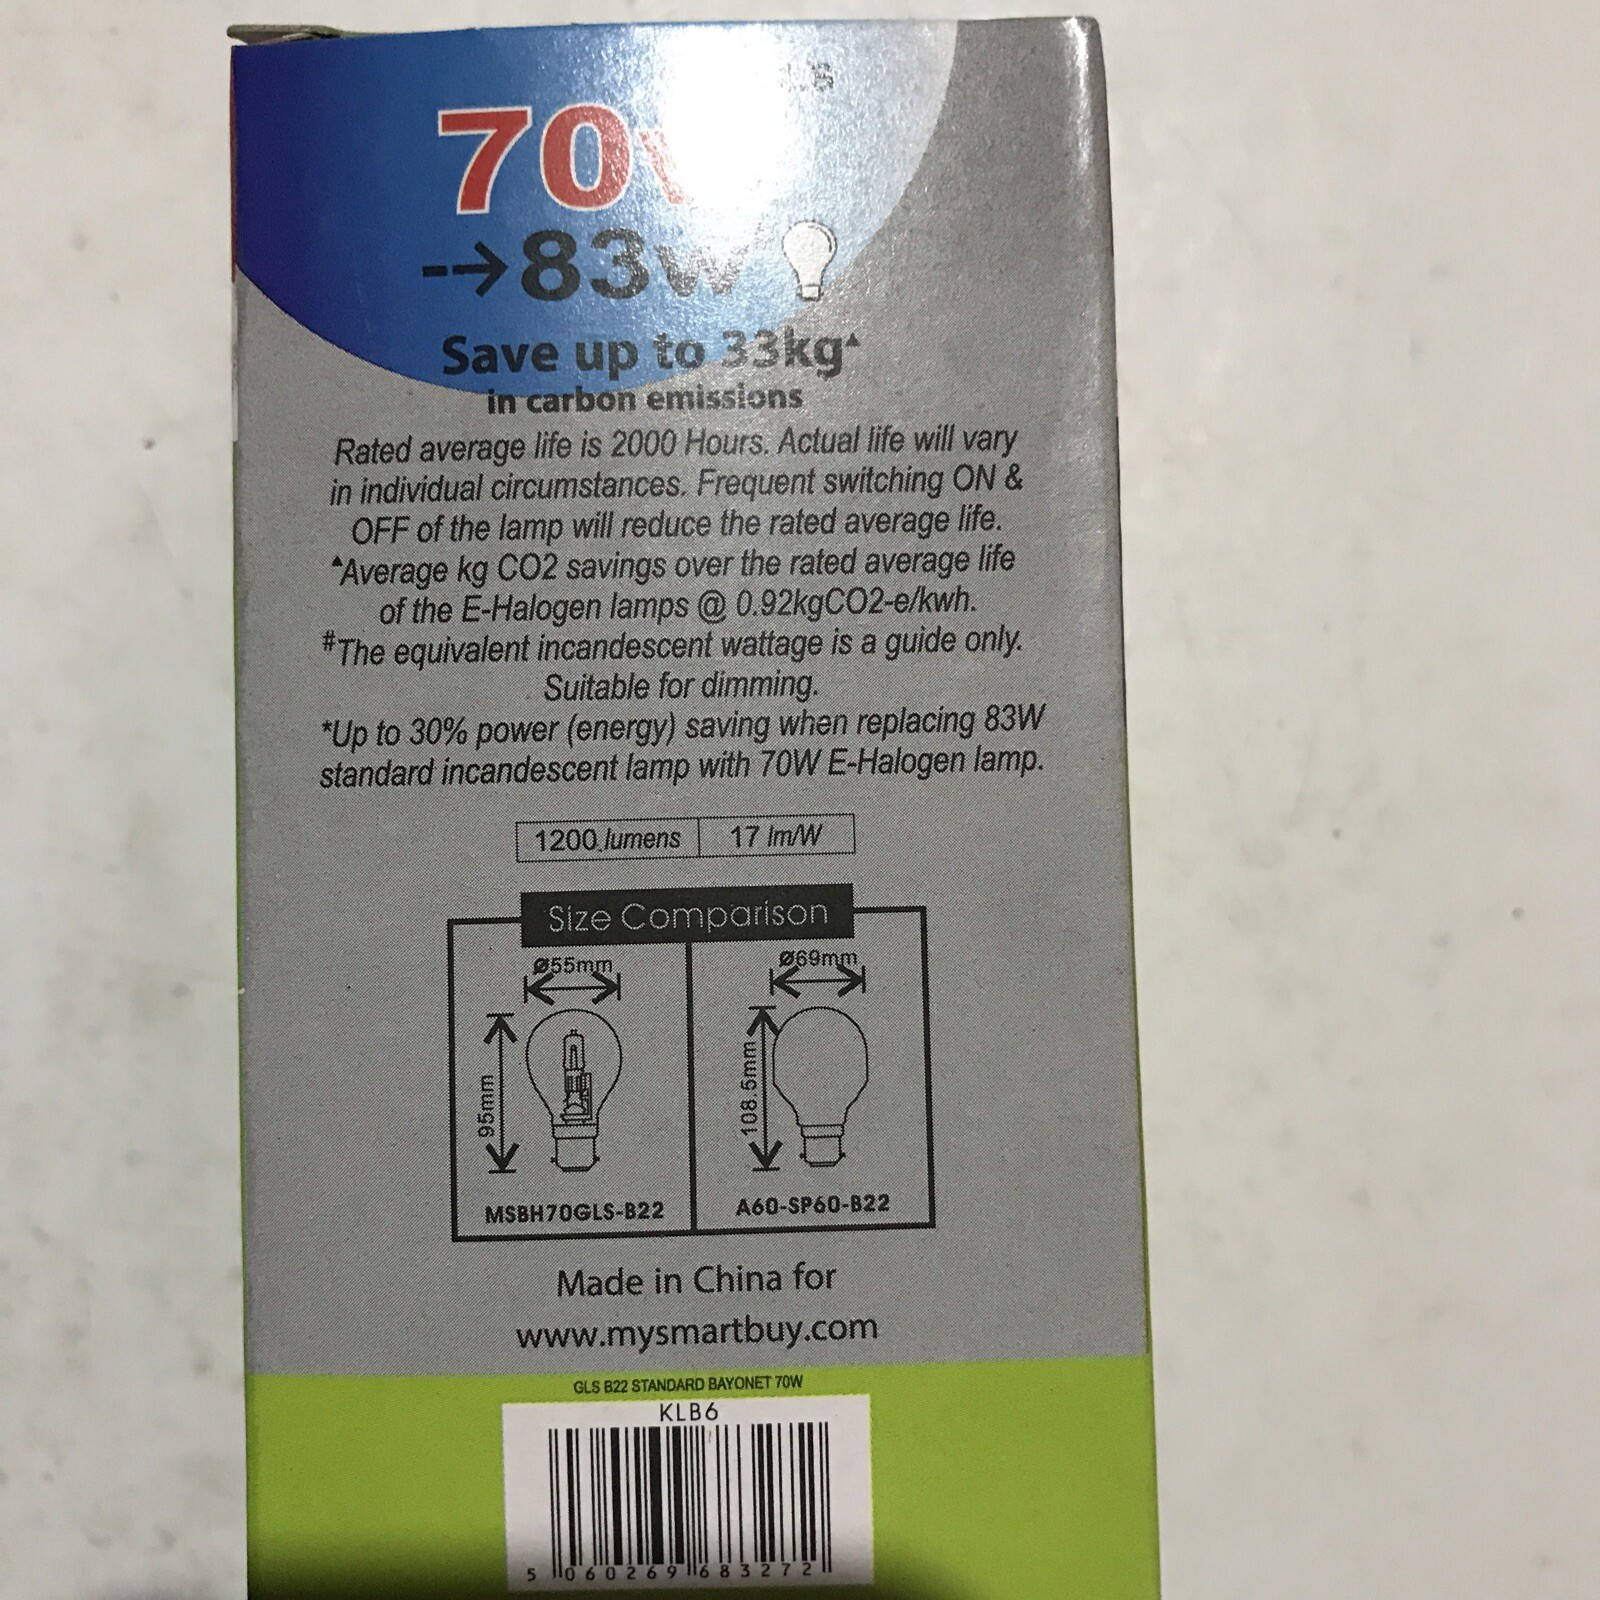 70
→83W
Save up to 33kg▲
in carbon emissions
Rated average life is 2000 Hours. Actual life will vary
in individual circumstances. Frequent switching ON &
OFF of the lamp will reduce the rated average life.
▲Average kg CO2 savings over the rated average life
of the E-Halogen lamps @ 0.92kgCO2-e/kwh.
#The equivalent incandescent wattage is a guide only.
Suitable for dimming.
*Up to 30% power (energy) saving when replacing 83W
standard incandescent lamp with 70W E-Halogen lamp.
1200 lumens 17 lm/W
Size Comparison
Ø55mm
95mm
MSBH70GLS-B22
Ø69mm
108.5mm
A60-SP60-B22
Made in China for
www.mysmartbuy.com
GLS B22 STANDARD BAYONET 70W
KLB6
5 060269 683272